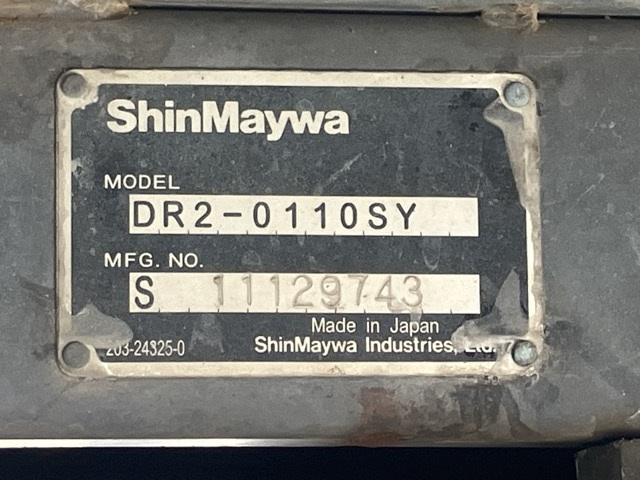 ShinMaywa
MODEL
DR2-0110SY
MFG. NO.
S 11129743
Made in Japan
203-24325-0
ShinMaywa Industries, Ltd.